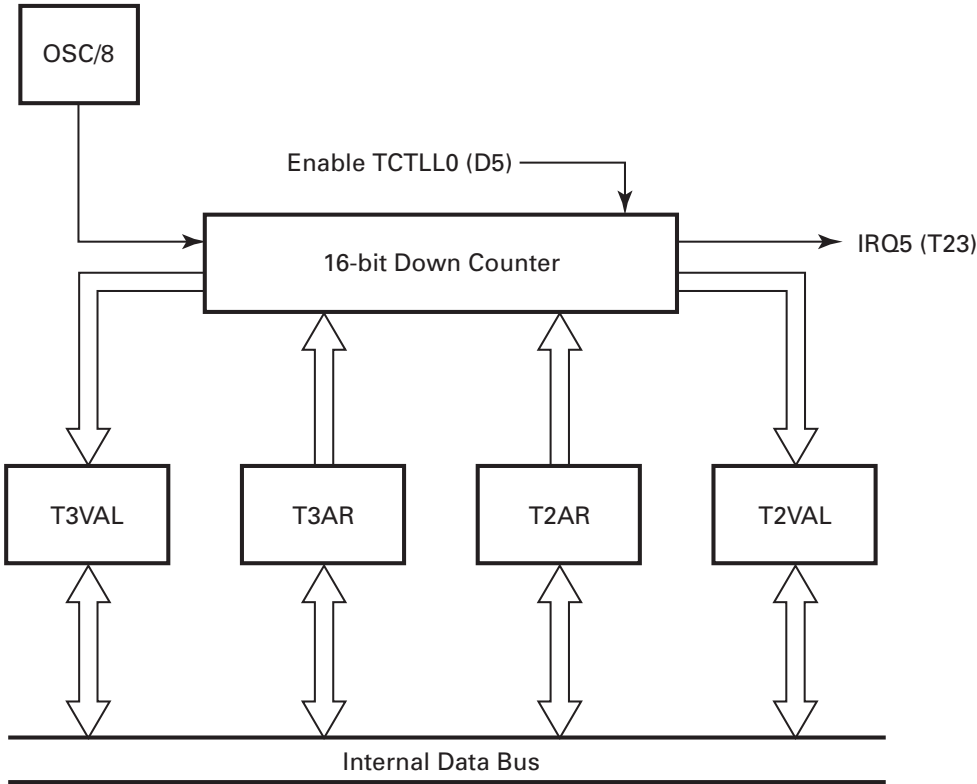 OSC/8
Enable TCTLL0 (D5)
16-bit Down Counter
IRQ5 (T23)
T3VAL
T3AR
T2AR
T2VAL
Internal Data Bus